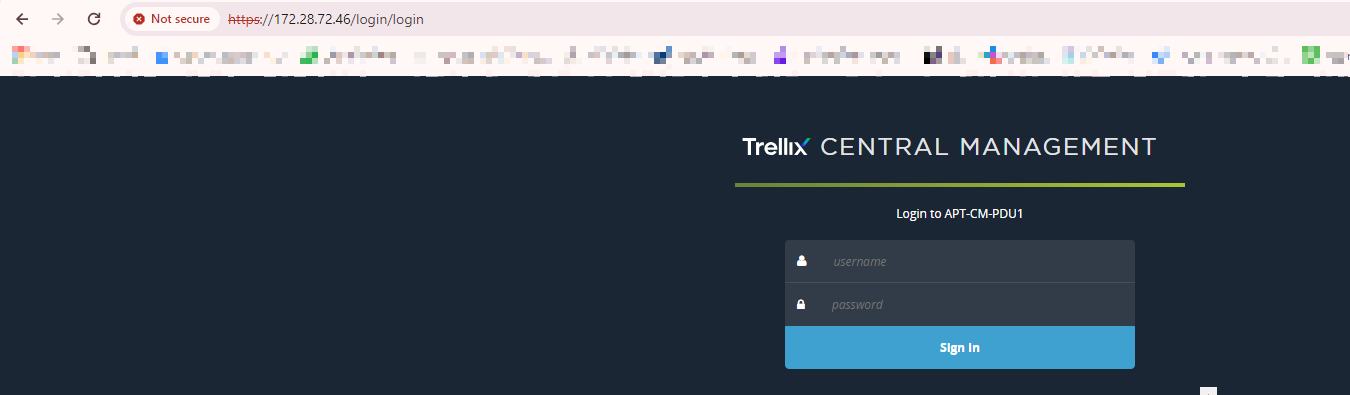 Not secure https://172.28.72.46/login/login
Trellix CENTRAL MANAGEMENT
Login to APT-CM-PDU1
username
password
Sign In